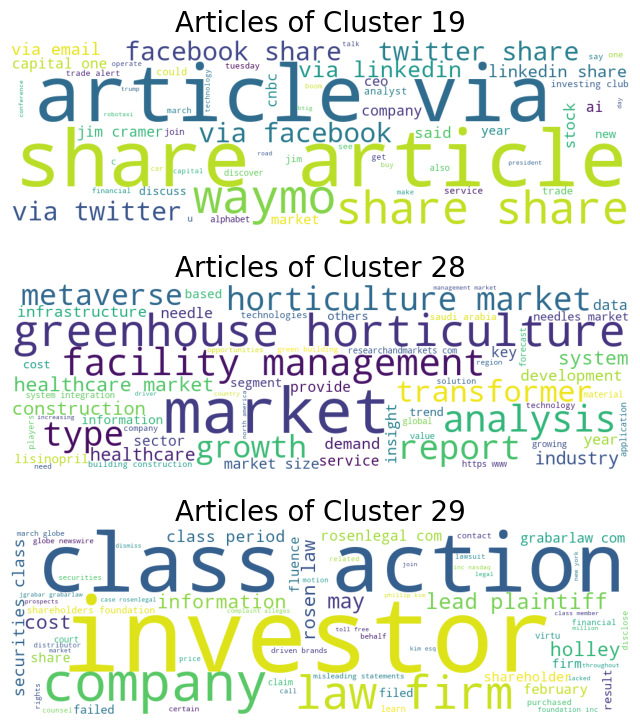 Articles of Cluster 19
via email
facebook share
talk
twitter share
say
one
capital one
operate
via linkedin
linkedin share
trade alert
could
tuesday
technology
cnbc
ceo
analyst
investing club
conference
trump
article via
robotaxi
march
company
ai
boom
btig
day
jim cramer
join
via facebook
said
year
stock
new
share article
c
road
jim
get
see
also
car
capital
discover
buy
president
financial
discuss
waymo
make
service
trade
share share
via twitter
u
alphabet
market
Articles of Cluster 28
metaverse
based
horticulture market
management market
data
infrastructure
needle
technologies
others
saudi arabia
needles market
greenhouse horticulture
opportunities
green building
researchandmarkets com
forecast
cost
facility management
key
region
system
healthcare market
segment
provide
solution
development
system integration
driver
country
transformer
material
construction
information
market
trend
global
technology
application
increasing
company
north america
players
type
sector
growth
demand
insight
value
analysis
growing
year
lisinopril
healthcare
market size
service
report
industry
need
building construction
https www
Articles of Cluster 29
march globe
class period
rosenlegal com
contact
grabarlaw com
globe newswire
dismiss
class action
fluence
related
lawsuit
inc nasdaq
legal
new york
securities class
securities
motion
join
jgrabar grabarlaw
case rosenlegal
rosen law
phillip kim
class member
prospects
information
may
lead plaintiff
shareholders foundation
complaint alleges
cost
investor
toll free
behalf
virtu
financial
million
disclose
court
distributor
market
share
price
driven brands
kim esq
holley
firm
throughout
company
claim
call
misleading statements
law firm
filed
shareholder
february
result
rights
counsel
failed
certain
learn
purchased
lacked
foundation inc